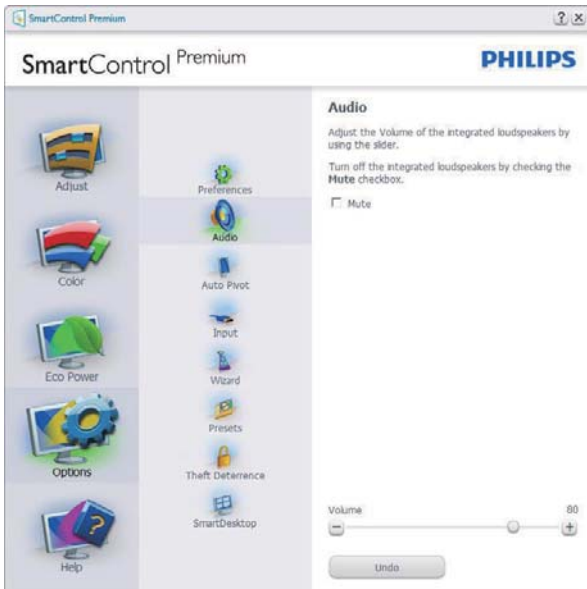 SmartControl Premium
? x
SmartControl Premium
PHILIPS
Adjust
Color
Eco Power
Options
Help
Preferences
Audio
Auto Pivot
Input
Wizard
Presets
Theft Deterrence
SmartDesktop
Audio
Adjust the Volume of the integrated loudspeakers by
using the slider.
Turn off the integrated loudspeakers by checking the
Mute checkbox.
Mute
Volume 80
Undo